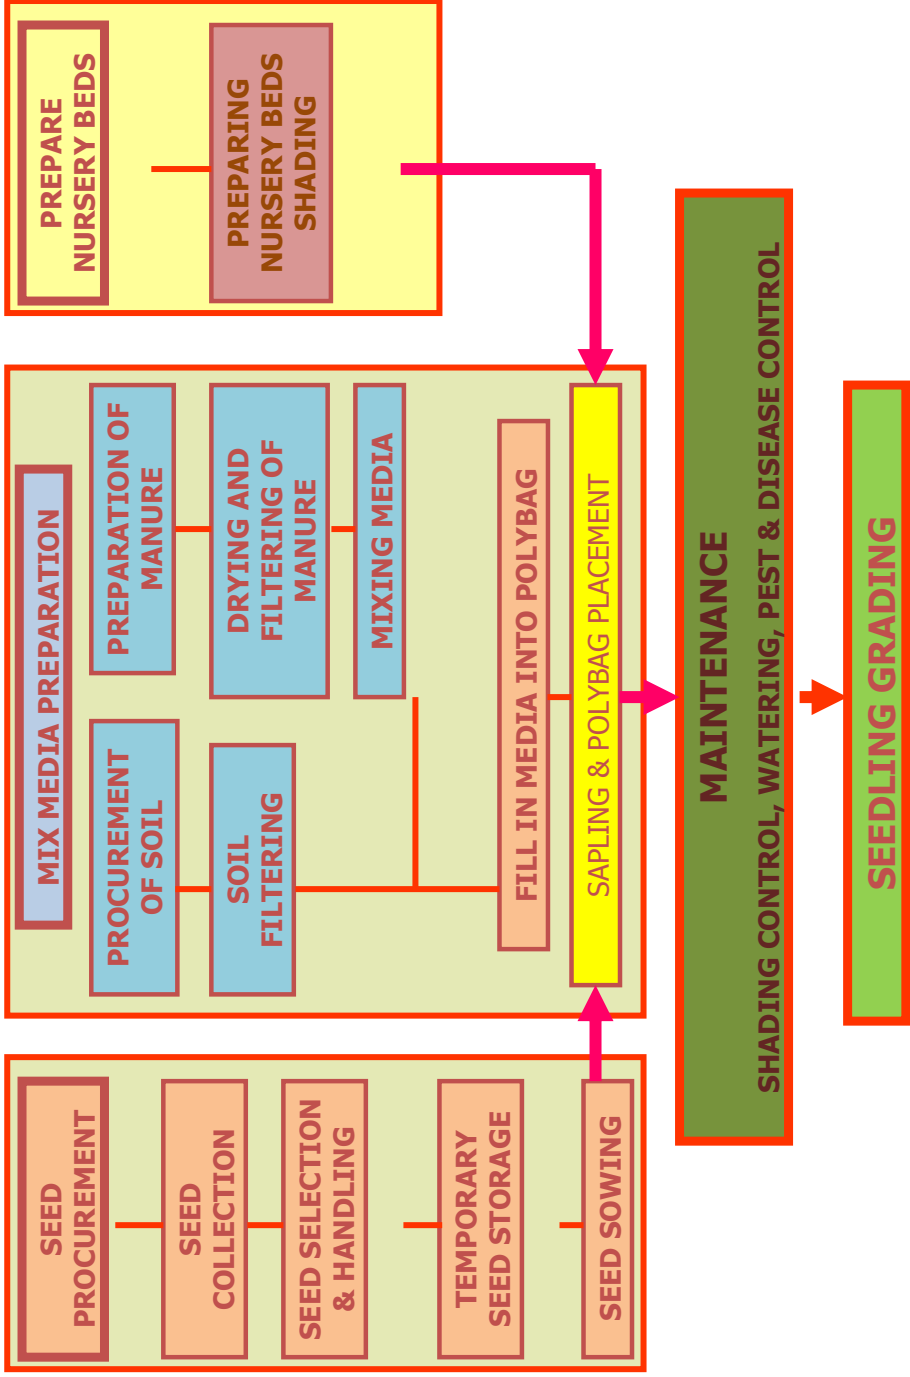 SEED
PROCUREMENT
SEED
COLLECTION
SEED SELECTION
& HANDLING
TEMPORARY
SEED STORAGE
SEED SOWING
MIX MEDIA PREPARATION
PROCUREMENT
OF SOIL
SOIL
FILTERING
PREPARATION OF
MANURE
DRYING AND
FILTERING OF
MANURE
MIXING MEDIA
FILL IN MEDIA INTO POLYBAG
SAPLING & POLYBAG PLACEMENT
PREPARE
NURSERY BEDS
PREPARING
NURSERY BEDS
SHADING
MAINTENANCE
SHADING CONTROL, WATERING, PEST & DISEASE CONTROL
SEEDLING GRADING